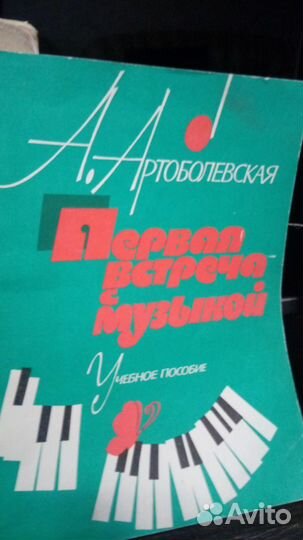 А. Артоболевская
Первая
встреча
с
музыкой
Учебное пособие
Avito